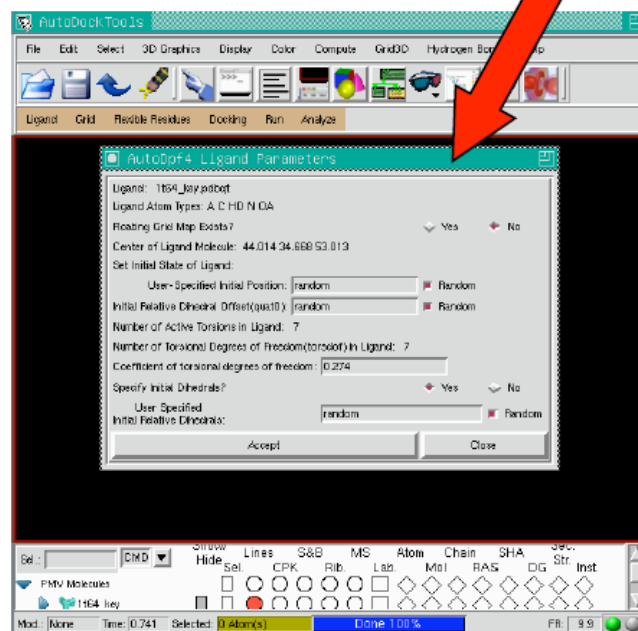 AutoDockTools
File Edit Select 3D Graphics Display Color Compute Grid3D Hydrogen
Ligand Grid Flexible Residues Docking Run Analyze
AutoDpf4 Ligand Parameters
Ligand: 1t64_key.pdbqt
Ligand Atom Types: A C HD N OA
Floating Grid Map Exists? Yes No
Center of Ligand Molecule: 44.014 34.668 53.013
Set Initial State of Ligand:
User-Specified Initial Position: random Random
Initial Relative Dihedral Offset(quat0): random Random
Number of Active Torsions in Ligand: 7
Number of Torsional Degrees of Freedom(torsdof) in Ligand: 7
Coefficient of torsional degrees of freedom: 0.274
Specify Initial Dihedrals? Yes No
User Specified
Initial Relative Dihedrals: random Random
Accept Close
Sel.: CMD
Hide Lines S&B MS Atom Chain SHA Str.
Sel. CPK Rib. Lab. Mol RAS DG Inst.
PMV Molecules
1t64_key
Mod.: None Time: 0.741 Selected: 0 Atom(s) Done 100% FR: 9.9